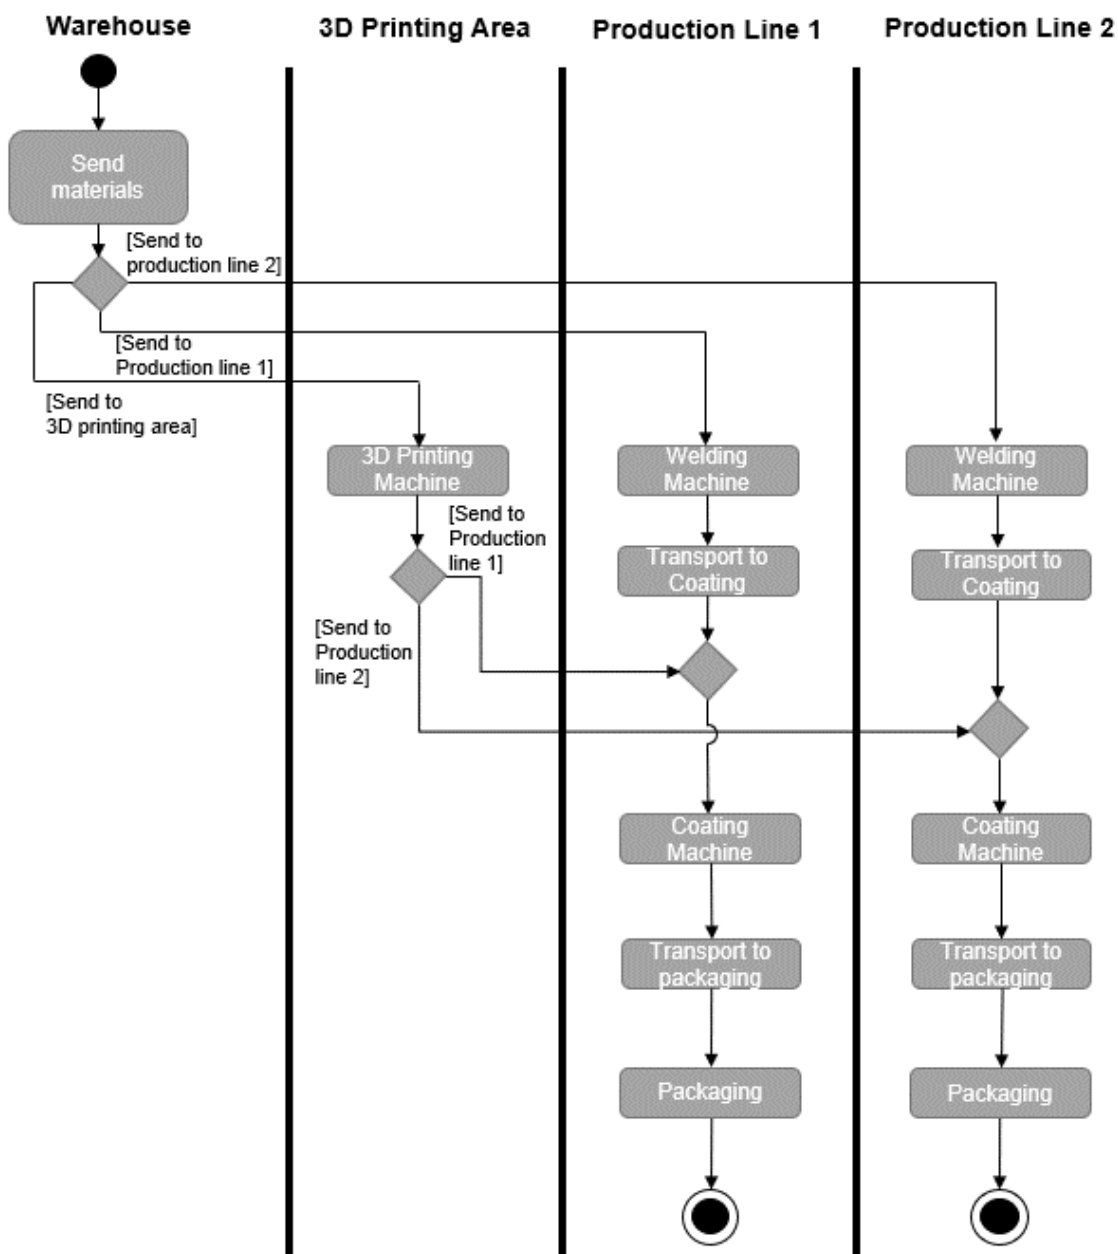 Warehouse
3D Printing Area
Production Line 1
Production Line 2
Send
materials
[Send to
production line 2]
[Send to
Production line 1]
[Send to
3D printing area]
3D Printing
Machine
Welding
Machine
Welding
Machine
[Send to
Production
line 1]
Transport to
Coating
Transport to
Coating
[Send to
Production
line 2]
Coating
Machine
Coating
Machine
Transport to
packaging
Transport to
packaging
Packaging
Packaging